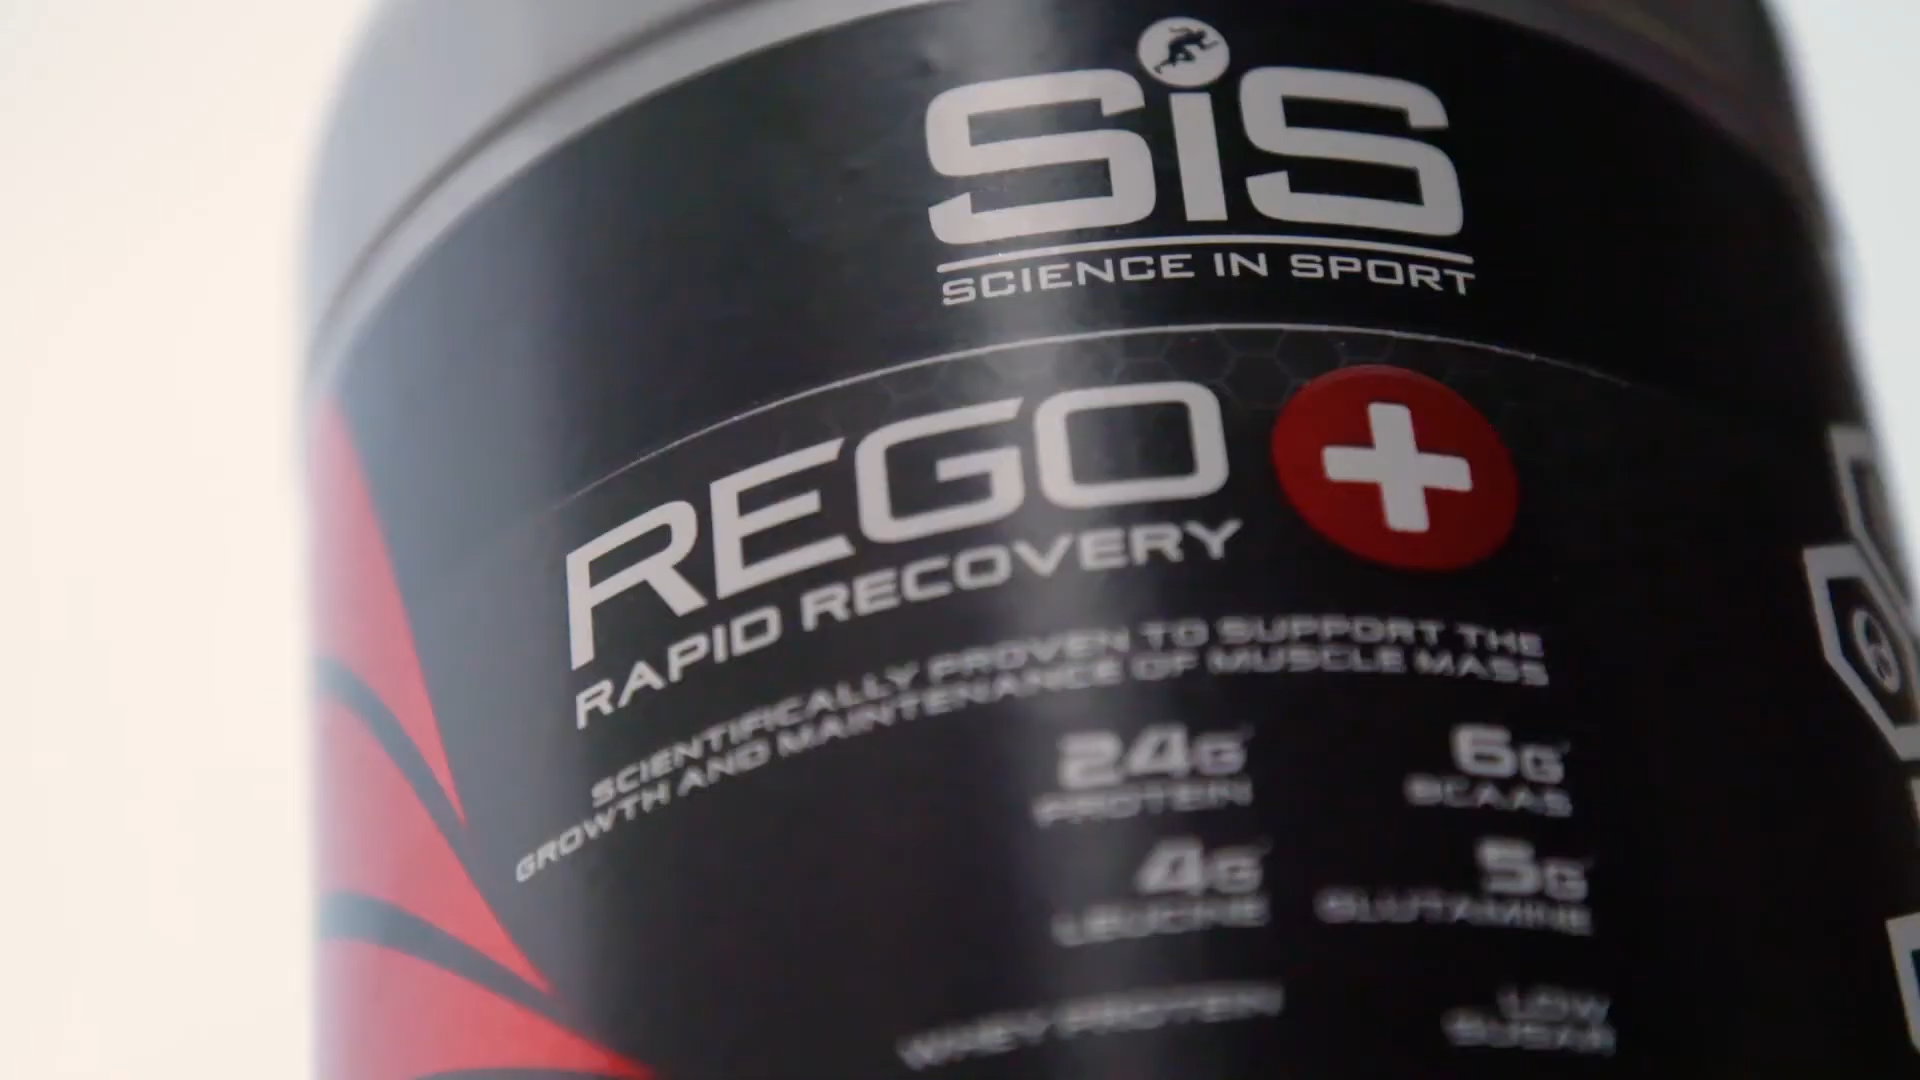 SiS
SCIENCE IN SPORT
REGO +
RAPID RECOVERY
SCIENTIFICALLY PROVEN TO SUPPORT THE
GROWTH AND MAINTENANCE OF MUSCLE MASS
24G 6G
PROTEIN BCAAS
4G 5G
LEUCINE GLUTAMINE
WHEY PROTEIN LOW
SUGAR